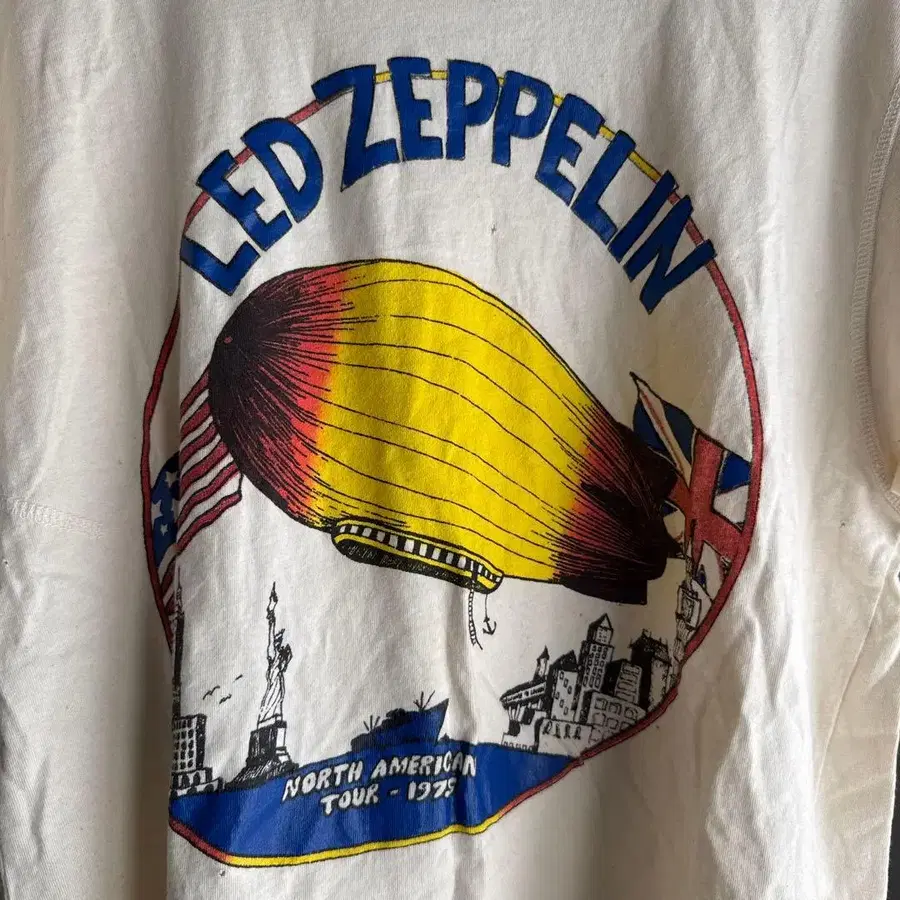 LED ZEPPELIN
NORTH AMERICAN
TOUR - 1975